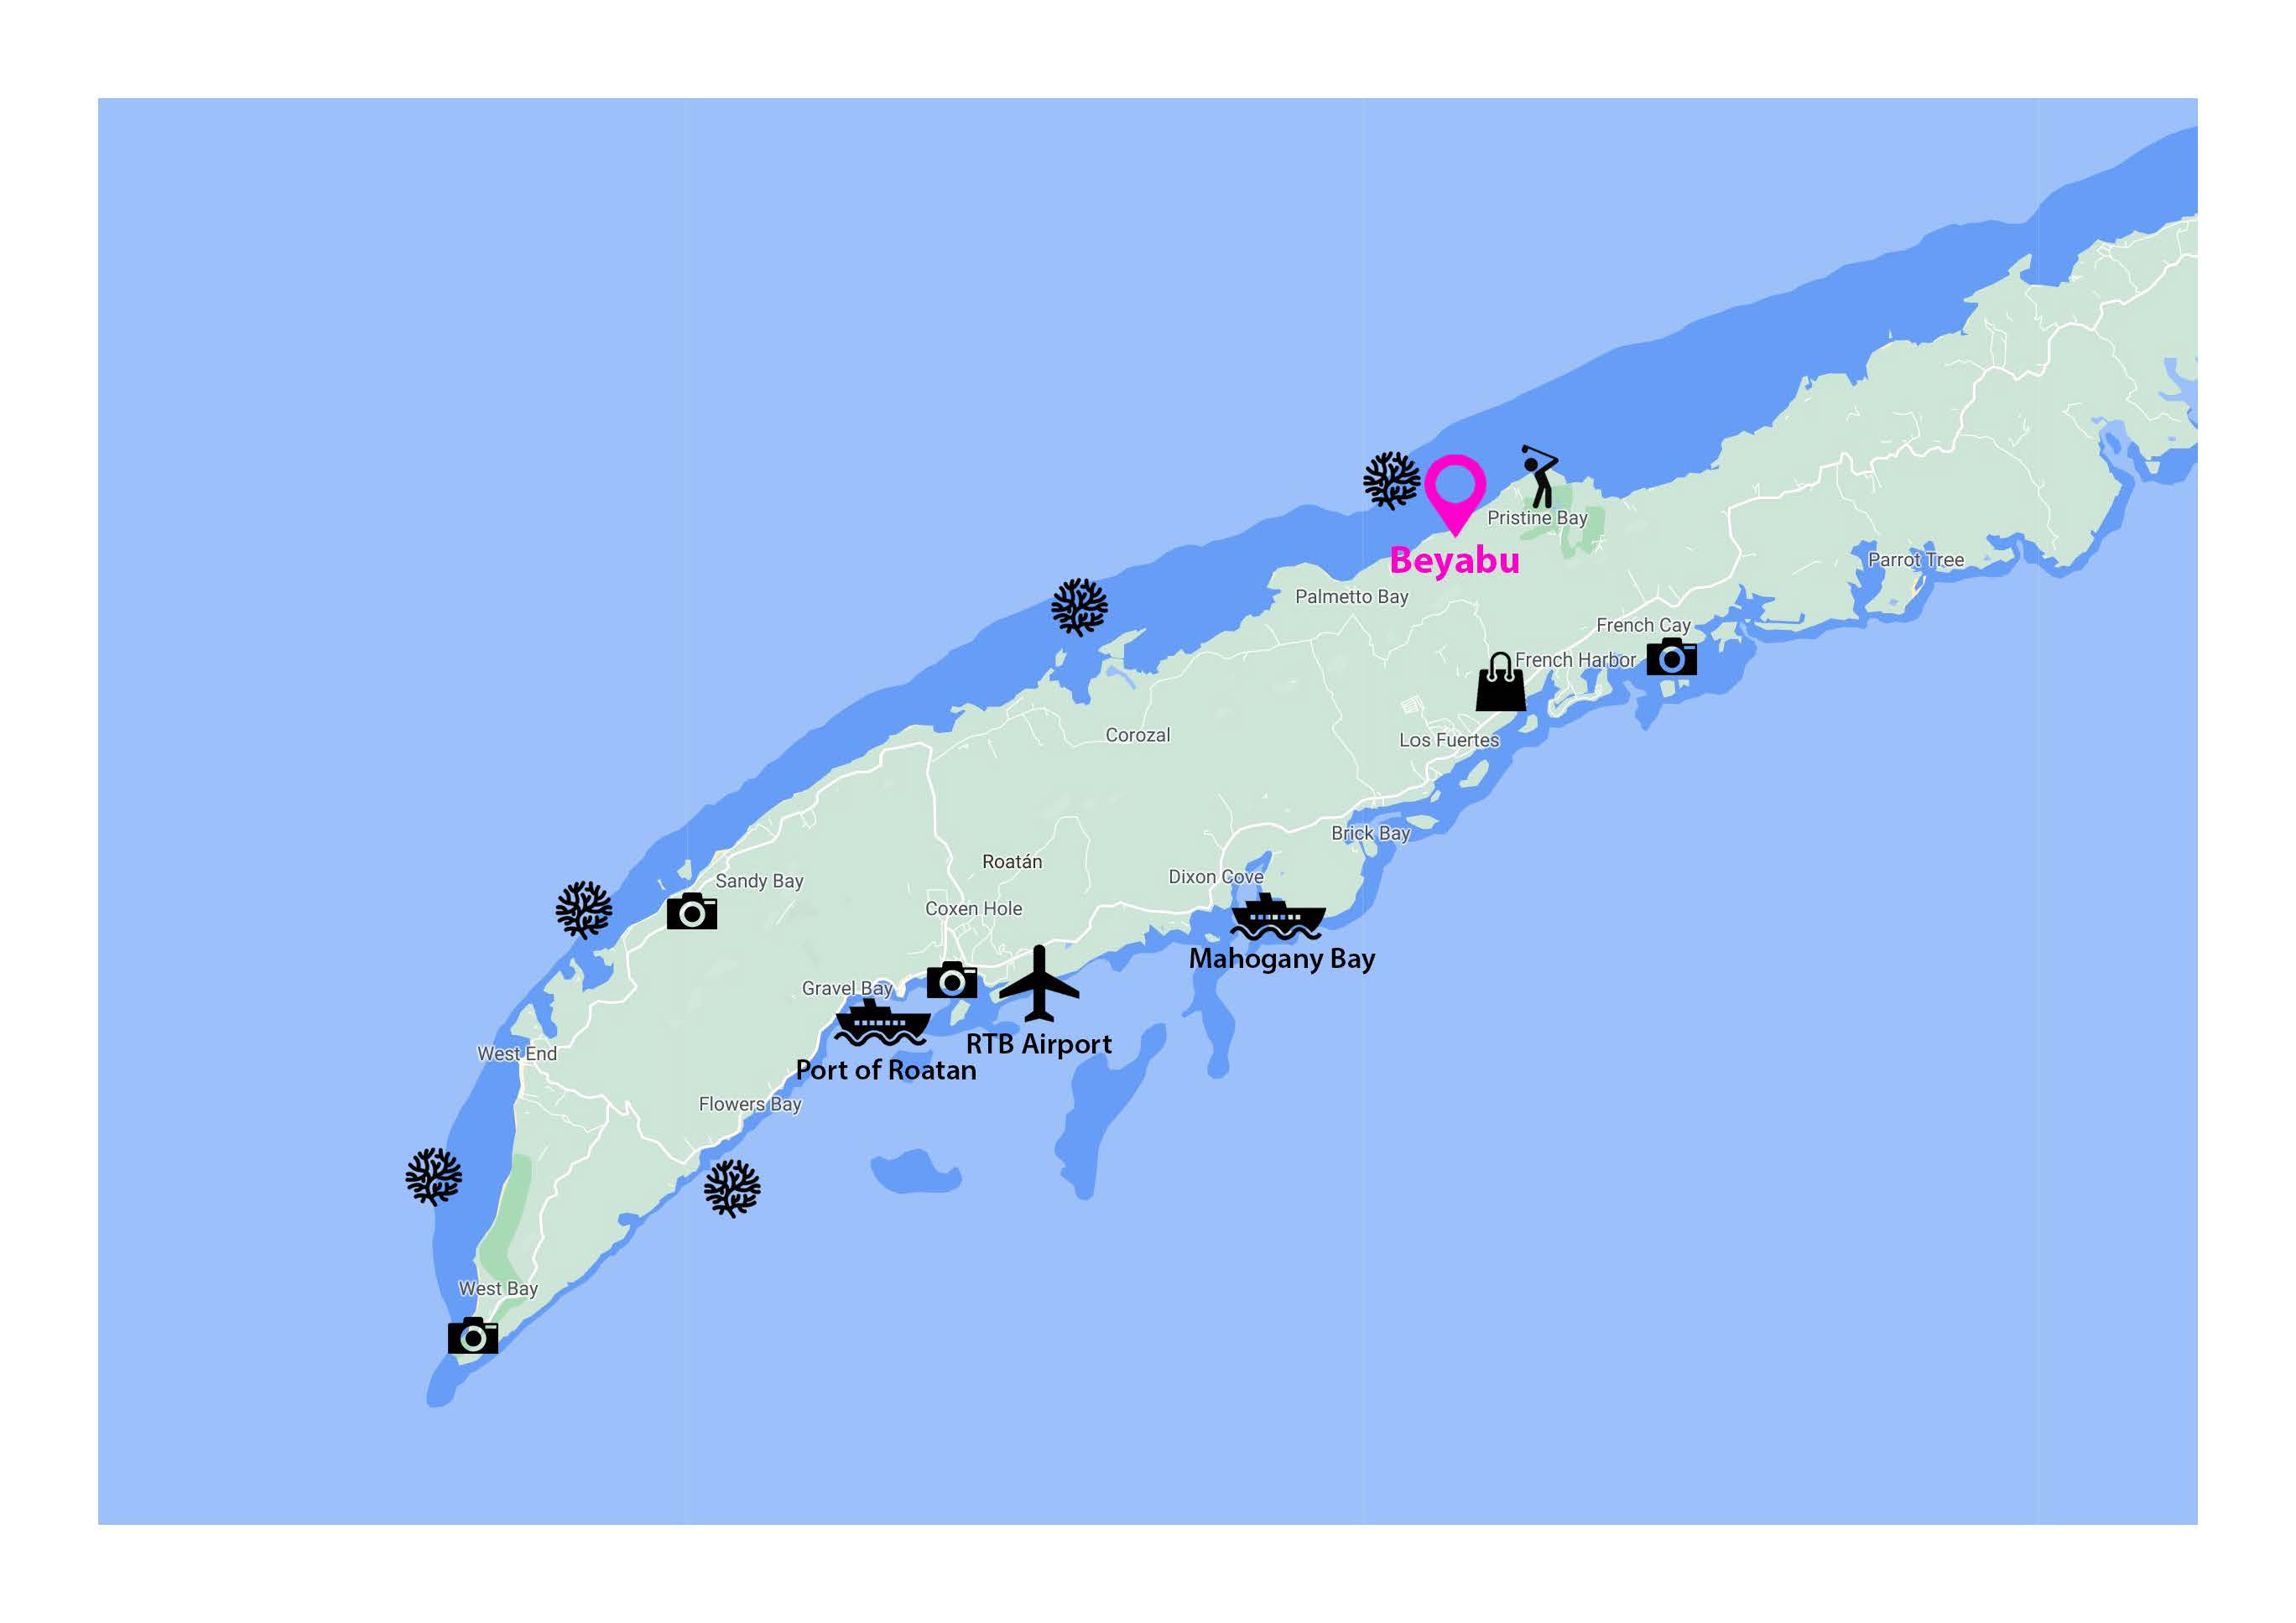 Pristine Bay
Beyabu
Parrot Tree
Palmetto Bay
French Cay
French Harbor
Corozal
Los Fuertes
Brick Bay
Roatán
Dixon Cove
Sandy Bay
Coxen Hole
Mahogany Bay
Gravel Bay
RTB Airport
West End
Port of Roatan
Flowers Bay
West Bay